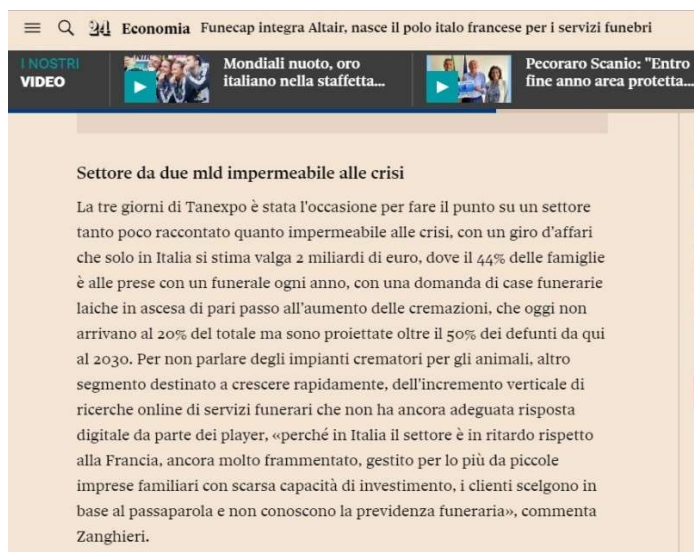 24 Economia Funecap integra Altair, nasce il polo italo francese per i servizi funebri
I NOSTRI
VIDEO
Mondiali nuoto, oro
italiano nella staffetta...
Pecoraro Scanio: "Entro
fine anno area protetta...
Settore da due mld impermeabile alle crisi
La tre giorni di Tanexpo è stata l'occasione per fare il punto su un settore
tanto poco raccontato quanto impermeabile alle crisi, con un giro d'affari
che solo in Italia si stima valga 2 miliardi di euro, dove il 44% delle famiglie
è alle prese con un funerale ogni anno, con una domanda di case funerarie
laiche in ascesa di pari passo all'aumento delle cremazioni, che oggi non
arrivano al 20% del totale ma sono proiettate oltre il 50% dei defunti da qui
al 2030. Per non parlare degli impianti crematori per gli animali, altro
segmento destinato a crescere rapidamente, dell'incremento verticale di
ricerche online di servizi funerari che non ha ancora adeguata risposta
digitale da parte dei player, «perché in Italia il settore è in ritardo rispetto
alla Francia, ancora molto frammentato, gestito per lo più da piccole
imprese familiari con scarsa capacità di investimento, i clienti scelgono in
base al passaparola e non conoscono la previdenza funeraria», commenta
Zanghieri.